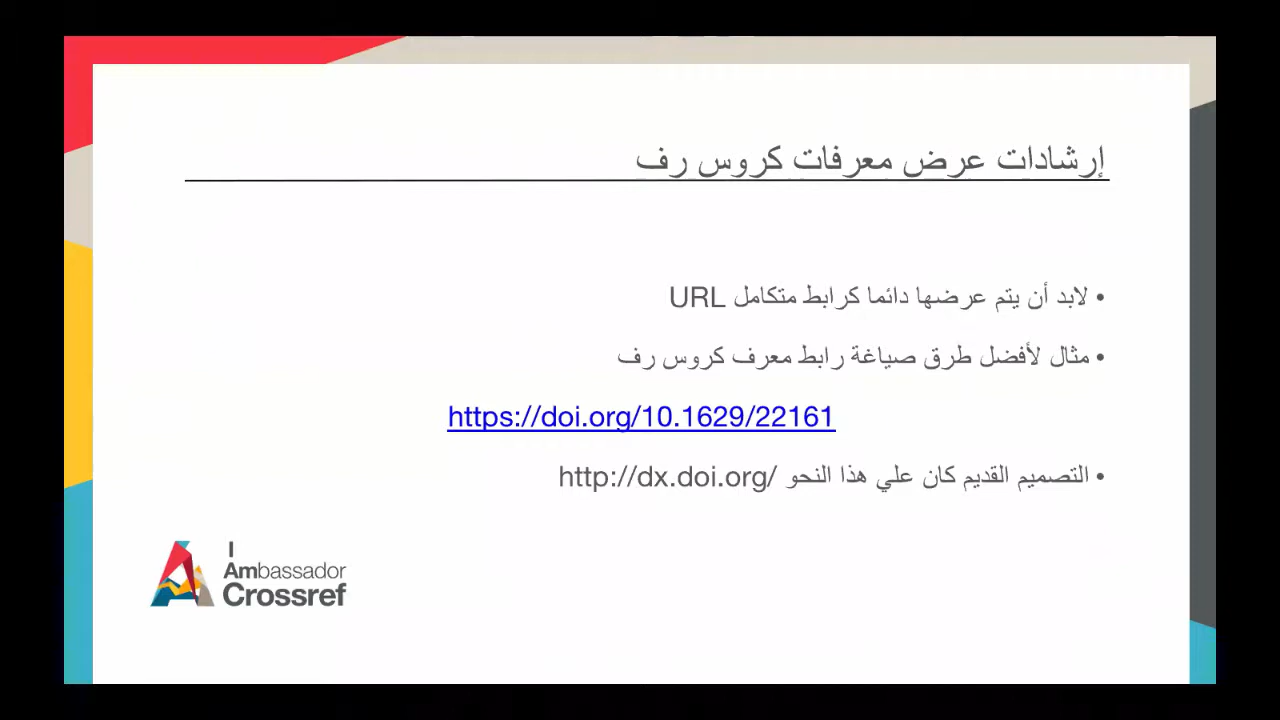 إرشادات عرض معرفات كروس رف
• لابد أن يتم عرضها دائما كرابط متكامل URL
• مثال لأفضل طرق صياغة رابط معرف كروس رف
https://doi.org/10.1629/22161
• التصميم القديم كان علي هذا النحو http://dx.doi.org/
I
Ambassador
Crossref